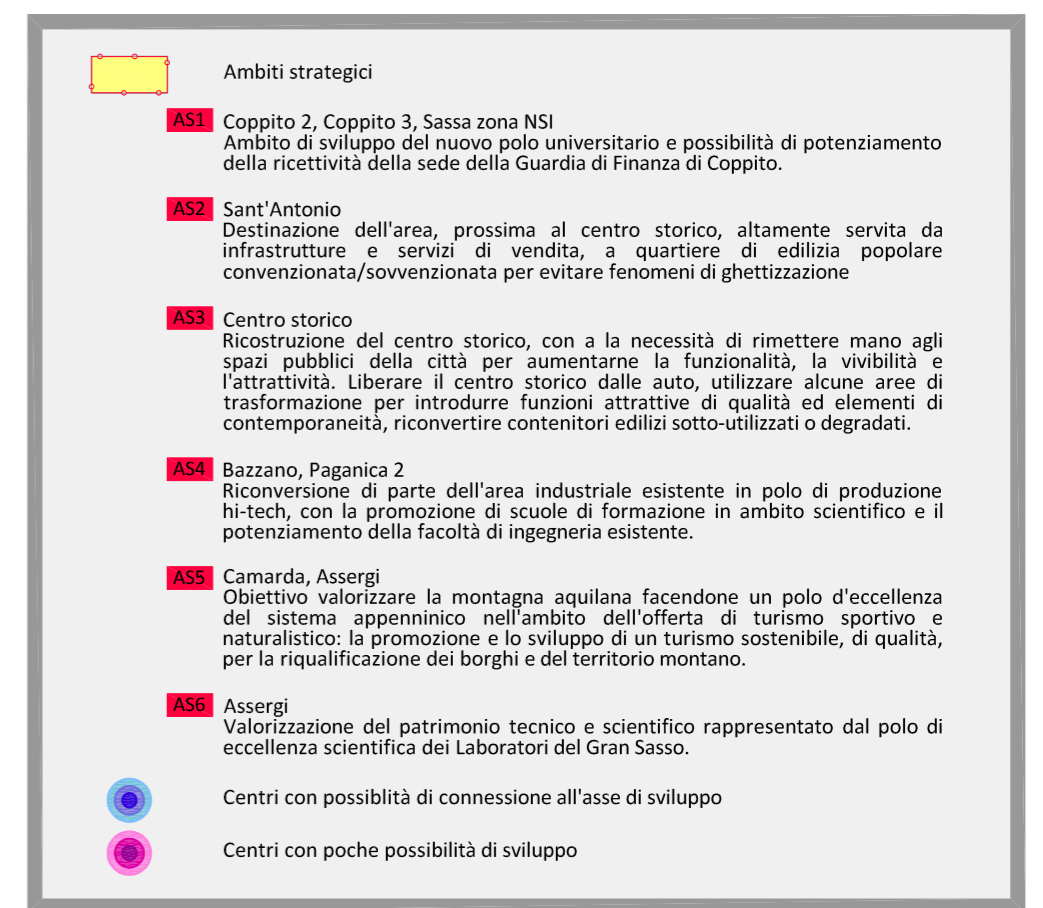 Ambiti strategici
AS1 Coppito 2, Coppito 3, Sassa zona NSI
Ambito di sviluppo del nuovo polo universitario e possibilità di potenziamento
della ricettività della sede della Guardia di Finanza di Coppito.
AS2 Sant'Antonio
Destinazione dell'area, prossima al centro storico, altamente servita da
infrastrutture e servizi di vendita, a quartiere di edilizia popolare
convenzionata/sovvenzionata per evitare fenomeni di ghettizzazione
AS3 Centro storico
Ricostruzione del centro storico, con a la necessità di rimettere mano agli
spazi pubblici della città per aumentarne la funzionalità, la vivibilità e
l'attrattività. Liberare il centro storico dalle auto, utilizzare alcune aree di
trasformazione per introdurre funzioni attrattive di qualità ed elementi di
contemporaneità, riconvertire contenitori edilizi sotto-utilizzati o degradati.
AS4 Bazzano, Paganica 2
Riconversione di parte dell'area industriale esistente in polo di produzione
hi-tech, con la promozione di scuole di formazione in ambito scientifico e il
potenziamento della facoltà di ingegneria esistente.
AS5 Camarda, Assergi
Obiettivo valorizzare la montagna aquilana facendone un polo d'eccellenza
del sistema appenninico nell'ambito dell'offerta di turismo sportivo e
naturalistico: la promozione e lo sviluppo di un turismo sostenibile, di qualità,
per la riqualificazione dei borghi e del territorio montano.
AS6 Assergi
Valorizzazione del patrimonio tecnico e scientifico rappresentato dal polo di
eccellenza scientifica dei Laboratori del Gran Sasso.
Centri con possiblità di connessione all'asse di sviluppo
Centri con poche possibilità di sviluppo